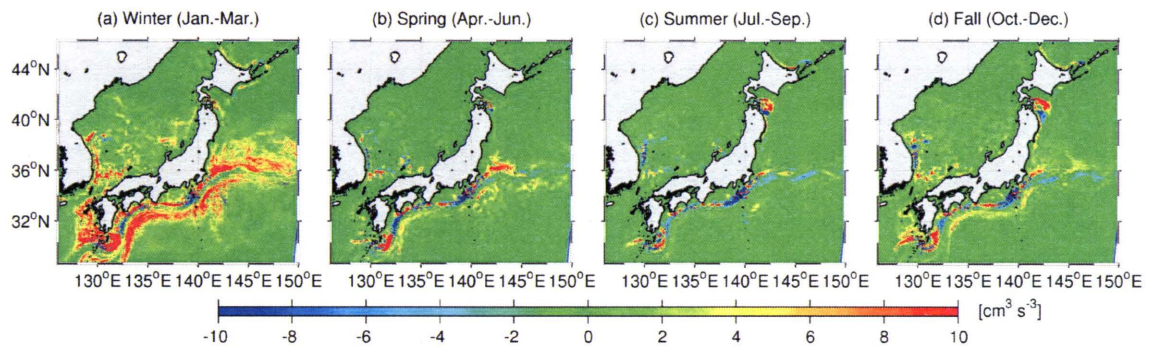 (a) Winter (Jan.-Mar.) (b) Spring (Apr.-Jun.) (c) Summer (Jul.-Sep.) (d) Fall (Oct.-Dec.)
44°N
40°N
36°N
32°N
130°E 135°E 140°E 145°E 150°E 130°E 135°E 140°E 145°E 150°E 130°E 135°E 140°E 145°E 150°E 130°E 135°E 140°E 145°E 150°E
-10 -8 -6 -4 -2 0 2 4 6 8 10 [cm³ s⁻³]